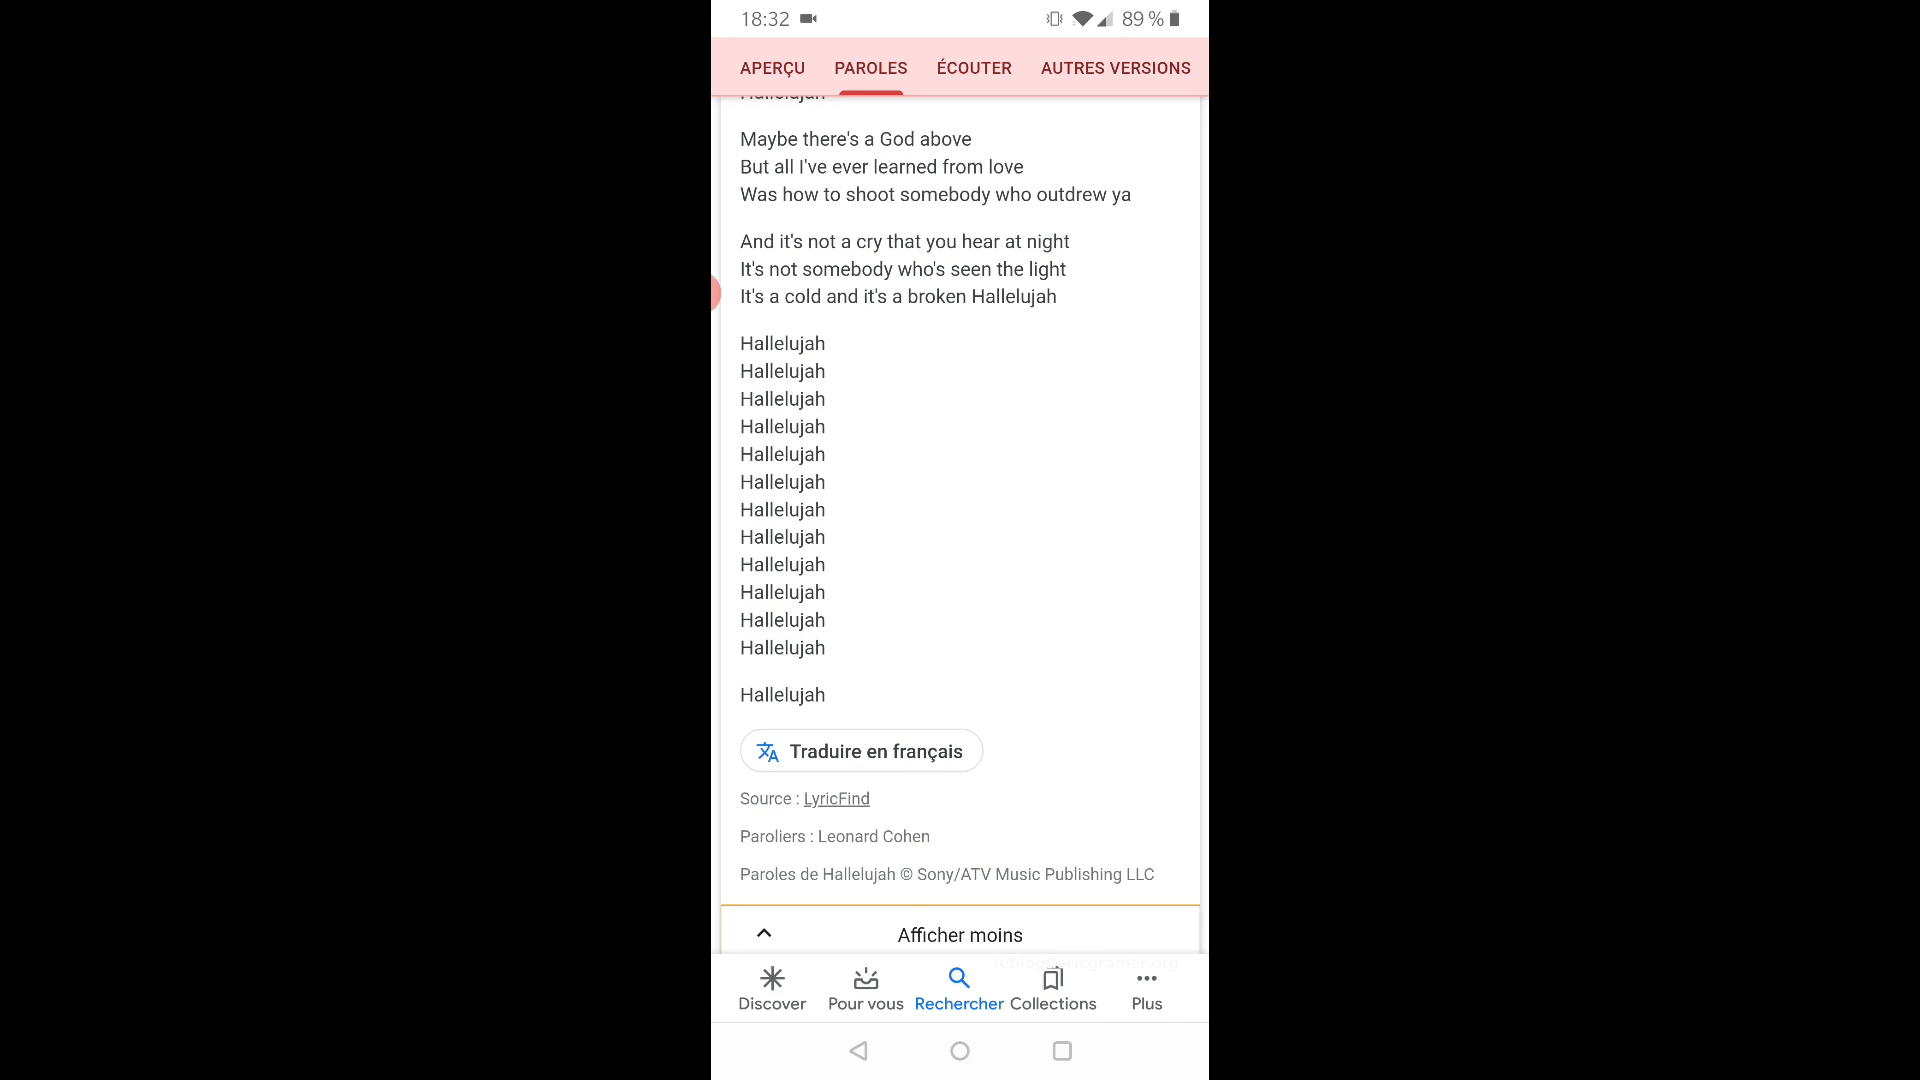 18:32
89 %
APERÇU PAROLES ÉCOUTER AUTRES VERSIONS
Hallelujah
Maybe there's a God above
But all I've ever learned from love
Was how to shoot somebody who outdrew ya
And it's not a cry that you hear at night
It's not somebody who's seen the light
It's a cold and it's a broken Hallelujah
Hallelujah
Hallelujah
Hallelujah
Hallelujah
Hallelujah
Hallelujah
Hallelujah
Hallelujah
Hallelujah
Hallelujah
Hallelujah
Hallelujah
Hallelujah
Traduire en français
Source : LyricFind
Paroliers : Leonard Cohen
Paroles de Hallelujah © Sony/ATV Music Publishing LLC
Afficher moins
Discover Pour vous Rechercher Collections Plus